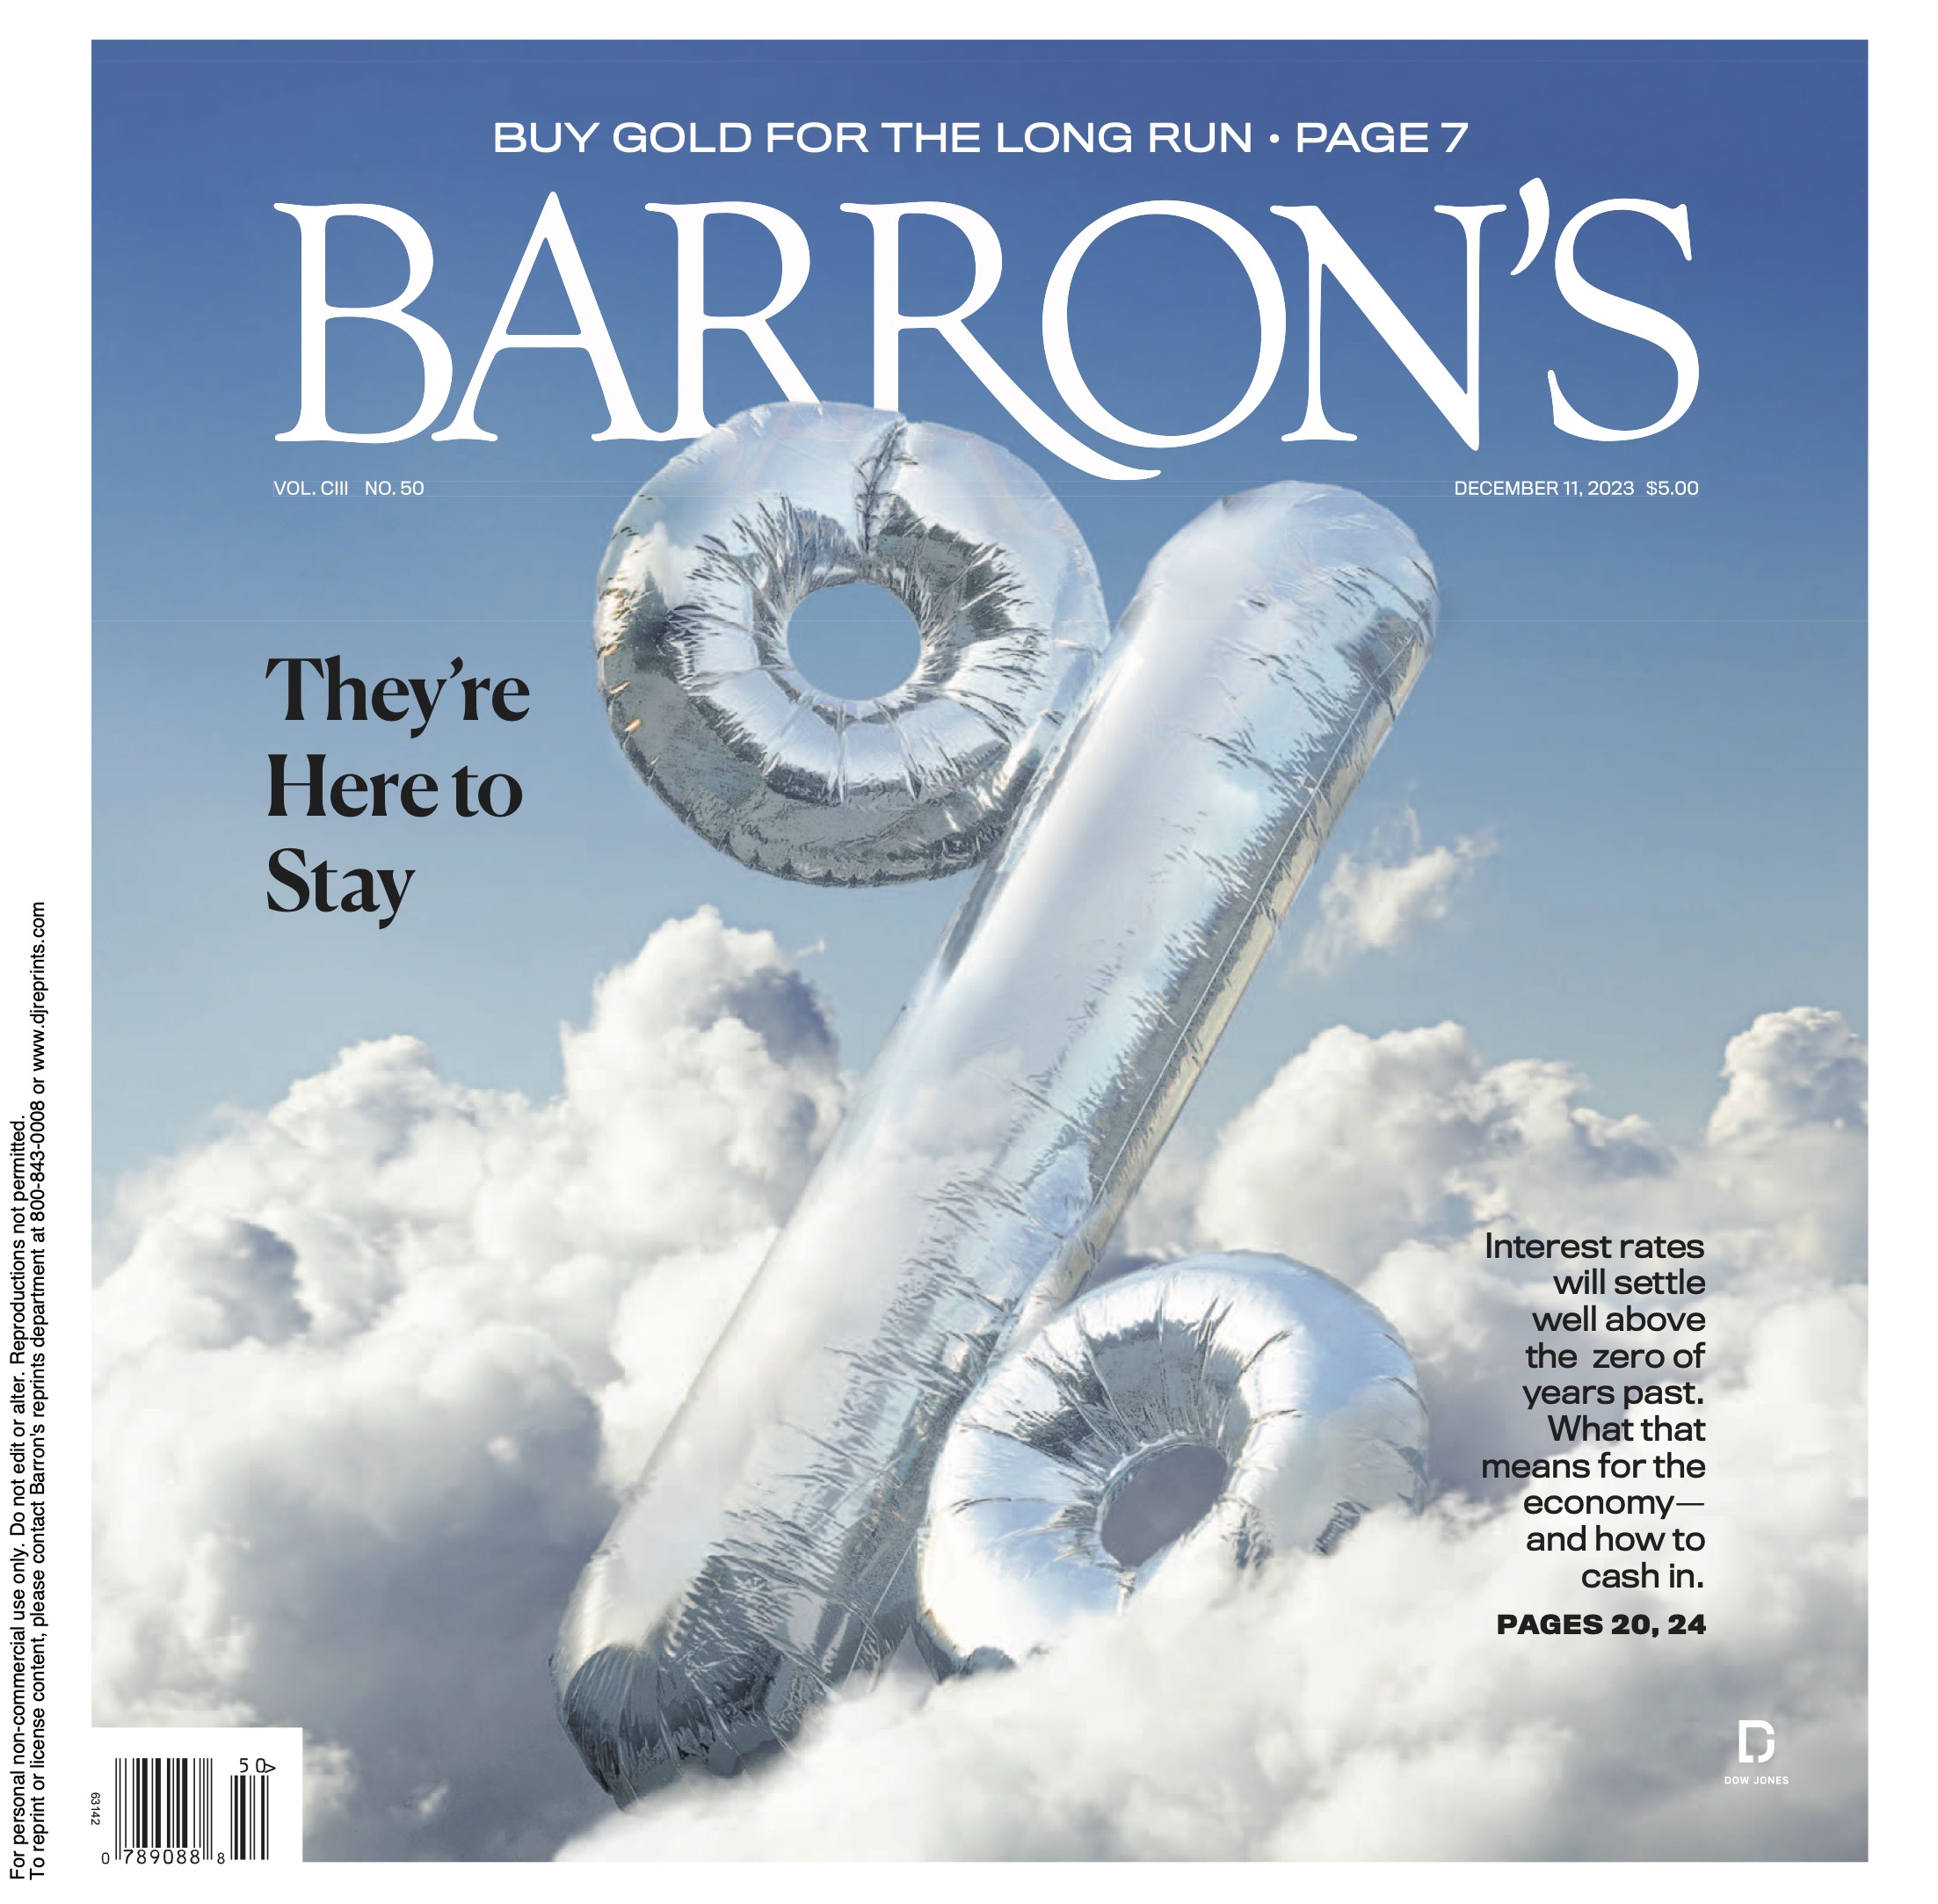 BUY GOLD FOR THE LONG RUN • PAGE 7
BARRON'S
VOL. CIII NO. 50
DECEMBER 11, 2023 $5.00
They're
Here to
Stay
Interest rates
will settle
well above
the zero of
years past.
What that
means for the
economy—
and how to
cash in.
PAGES 20, 24
DOW JONES
50>
63142
0 789088 8
For personal non-commercial use only. Do not edit or alter. Reproductions not permitted.
To reprint or license content, please contact Barron's reprints department at 800-843-0008 or www.djreprints.com